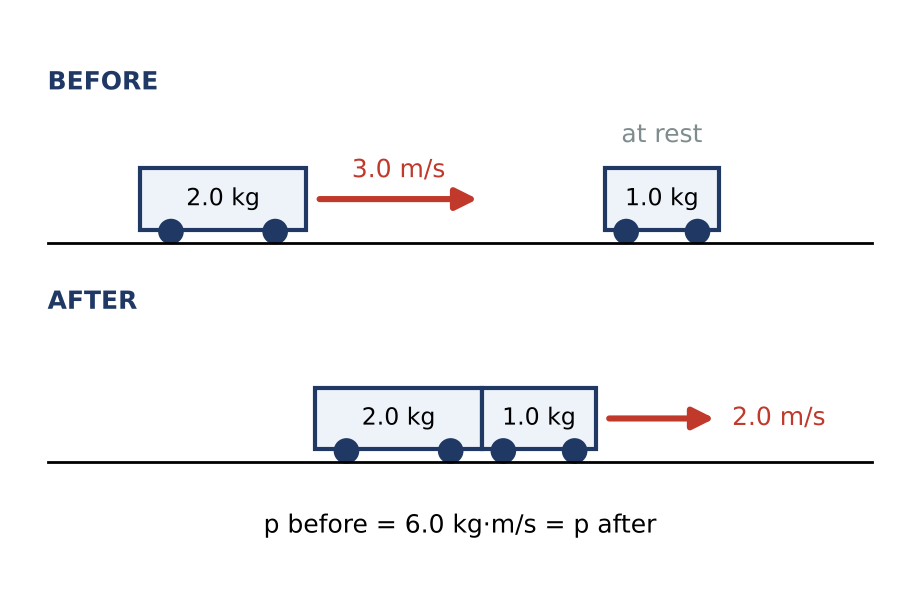 BEFORE
at rest
3.0 m/s
2.0 kg
1.0 kg
AFTER
2.0 kg
1.0 kg
2.0 m/s
p before = 6.0 kg·m/s = p after